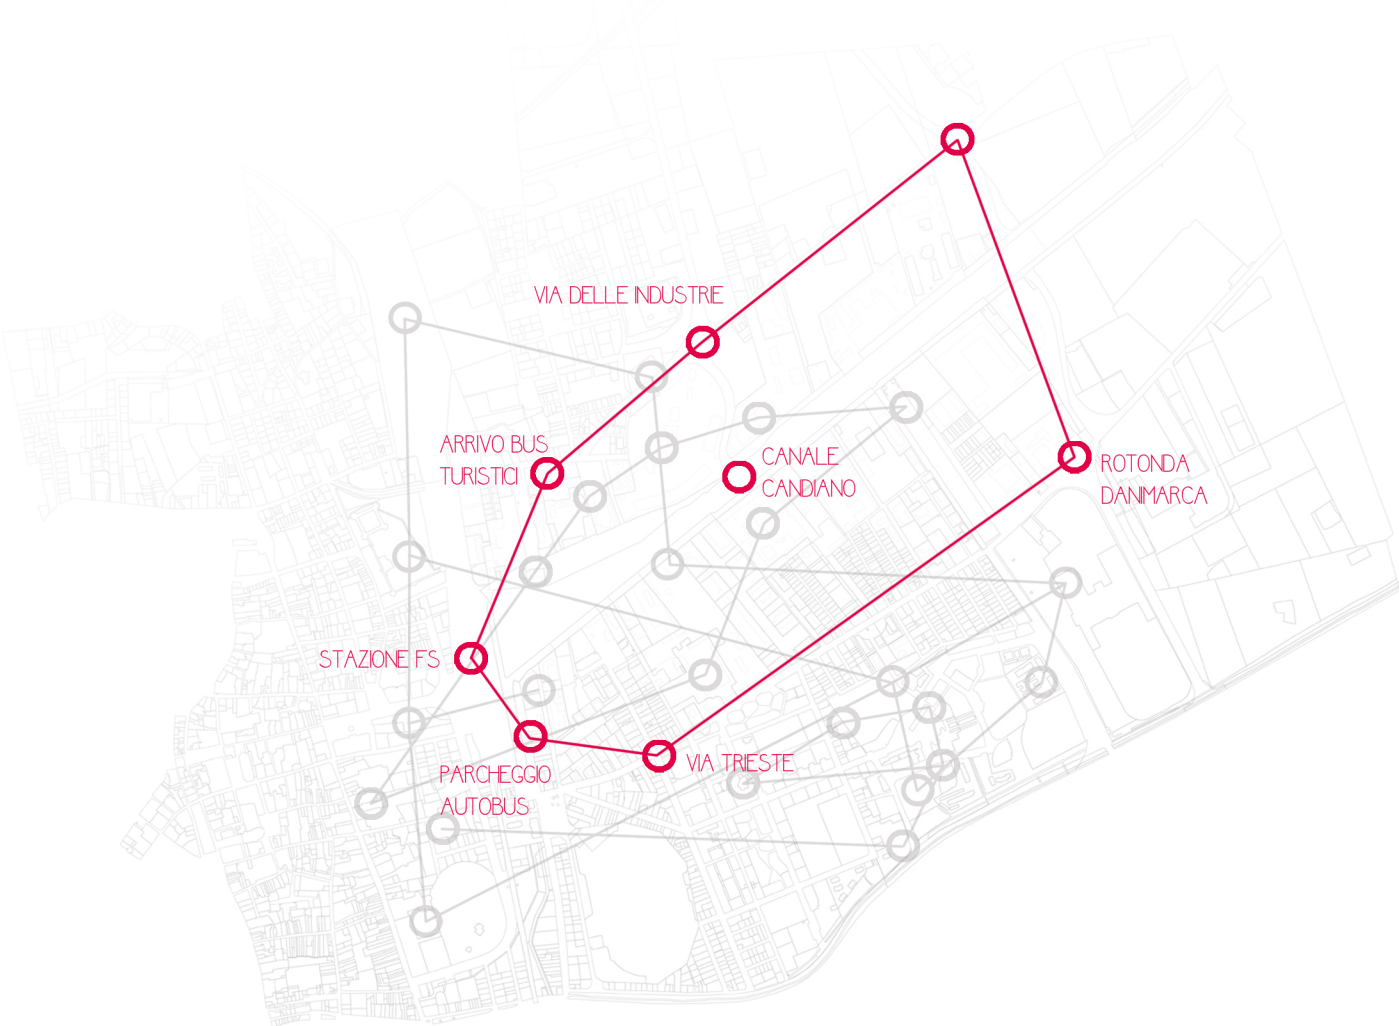 VIA DELLE INDUSTRIE
ARRIVO BUS
TURISTICI
CANALE
CANDIANO
ROTONDA
DANIMARCA
STAZIONE FS
VIA TRIESTE
PARCHEGGIO
AUTOBUS